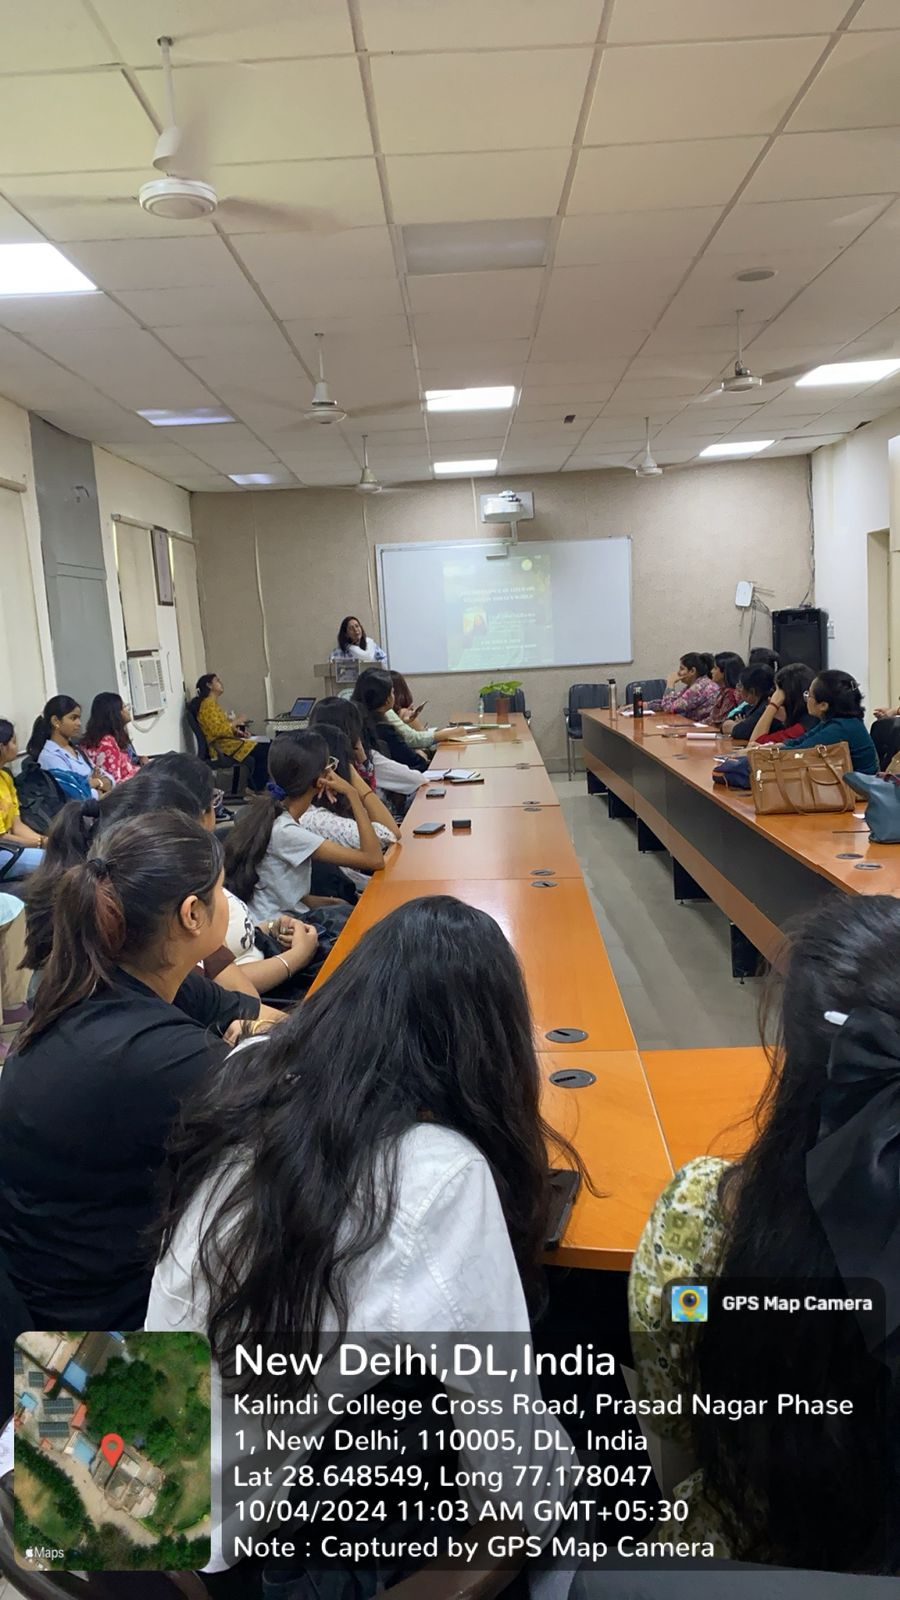 GPS Map Camera
New Delhi,DL,India
Kalindi College Cross Road, Prasad Nagar Phase
1, New Delhi, 110005, DL, India
Lat 28.648549, Long 77.178047
10/04/2024 11:03 AM GMT+05:30
Note : Captured by GPS Map Camera
Maps